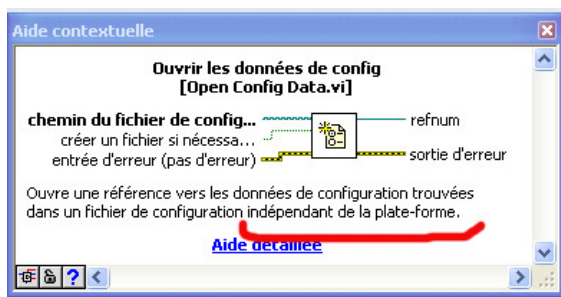 Aide contextuelle
Ouvrir les données de config
[Open Config Data.vi]
chemin du fichier de config... refnum
créer un fichier si nécessa...
entrée d'erreur (pas d'erreur) sortie d'erreur
Ouvre une référence vers les données de configuration trouvées
dans un fichier de configuration indépendant de la plate-forme.
Aide détaillée
?